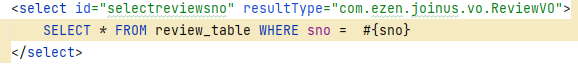 <select id="selectreviewsno" resultType="com.ezen.joinus.vo.ReviewVO">
    SELECT * FROM review_table WHERE sno =  #{sno}
</select>